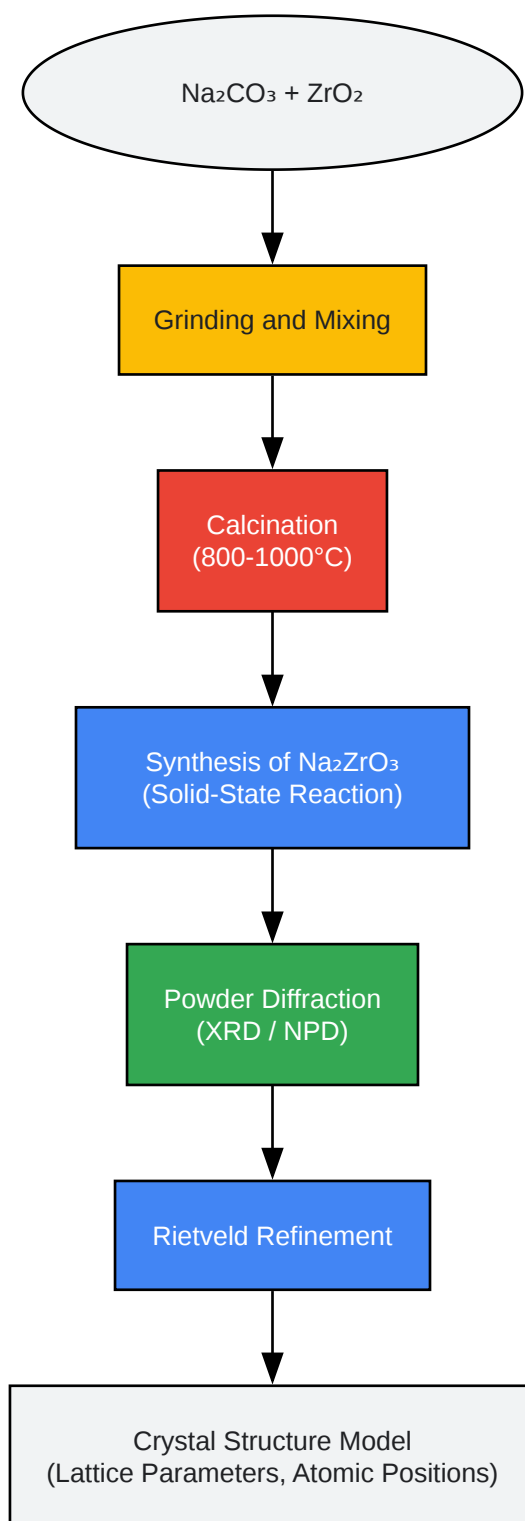 Na₂CO₃ + ZrO₂
Grinding and Mixing
Calcination
(800-1000°C)
Synthesis of Na₂ZrO₃
(Solid-State Reaction)
Powder Diffraction
(XRD / NPD)
Rietveld Refinement
Crystal Structure Model
(Lattice Parameters, Atomic Positions)